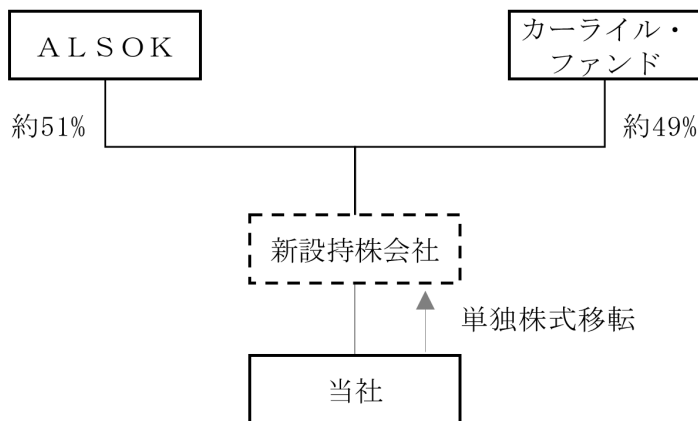 ＡＬＳＯＫ
カーライル・
ファンド
約51%
約49%
新設持株会社
単独株式移転
当社